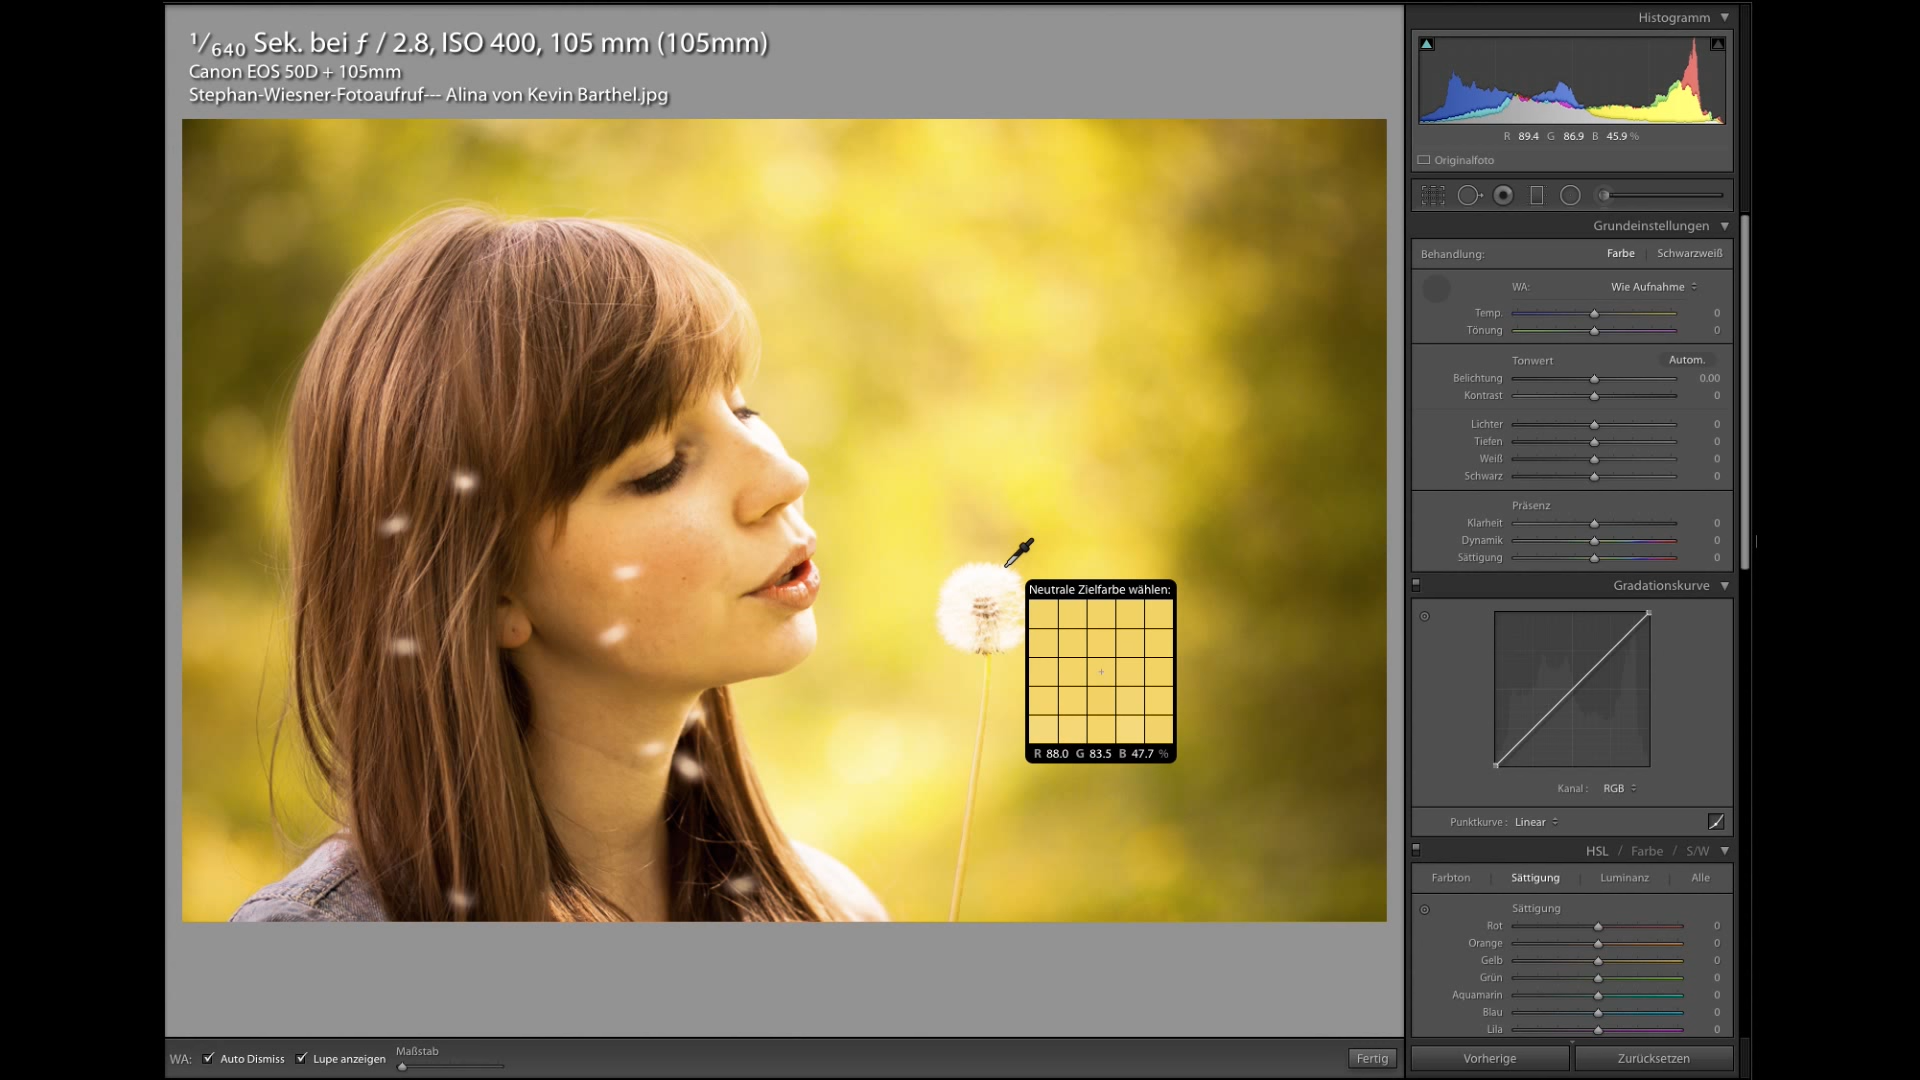 1/640 Sek. bei ƒ / 2.8, ISO 400, 105 mm (105mm)
Canon EOS 50D + 105mm
Stephan-Wiesner-Fotoaufruf--- Alina von Kevin Barthel.jpg
Neutrale Zielfarbe wählen:
R 88.0 G 83.5 B 47.7 %
WA: Auto Dismiss Lupe anzeigen Maßstab
Fertig
Histogramm
R 89.4 G 86.9 B 45.9 %
Originalfoto
Grundeinstellungen
Behandlung: Farbe | Schwarzweiß
WA: Wie Aufnahme
Temp. 0
Tönung 0
Tonwert Autom.
Belichtung 0.00
Kontrast 0
Lichter 0
Tiefen 0
Weiß 0
Schwarz 0
Präsenz
Klarheit 0
Dynamik 0
Sättigung 0
Gradationskurve
Kanal: RGB
Punktkurve: Linear
HSL / Farbe / S/W
Farbton | Sättigung | Luminanz | Alle
Sättigung
Rot 0
Orange 0
Gelb 0
Grün 0
Aquamarin 0
Blau 0
Lila 0
Vorherige Zurücksetzen